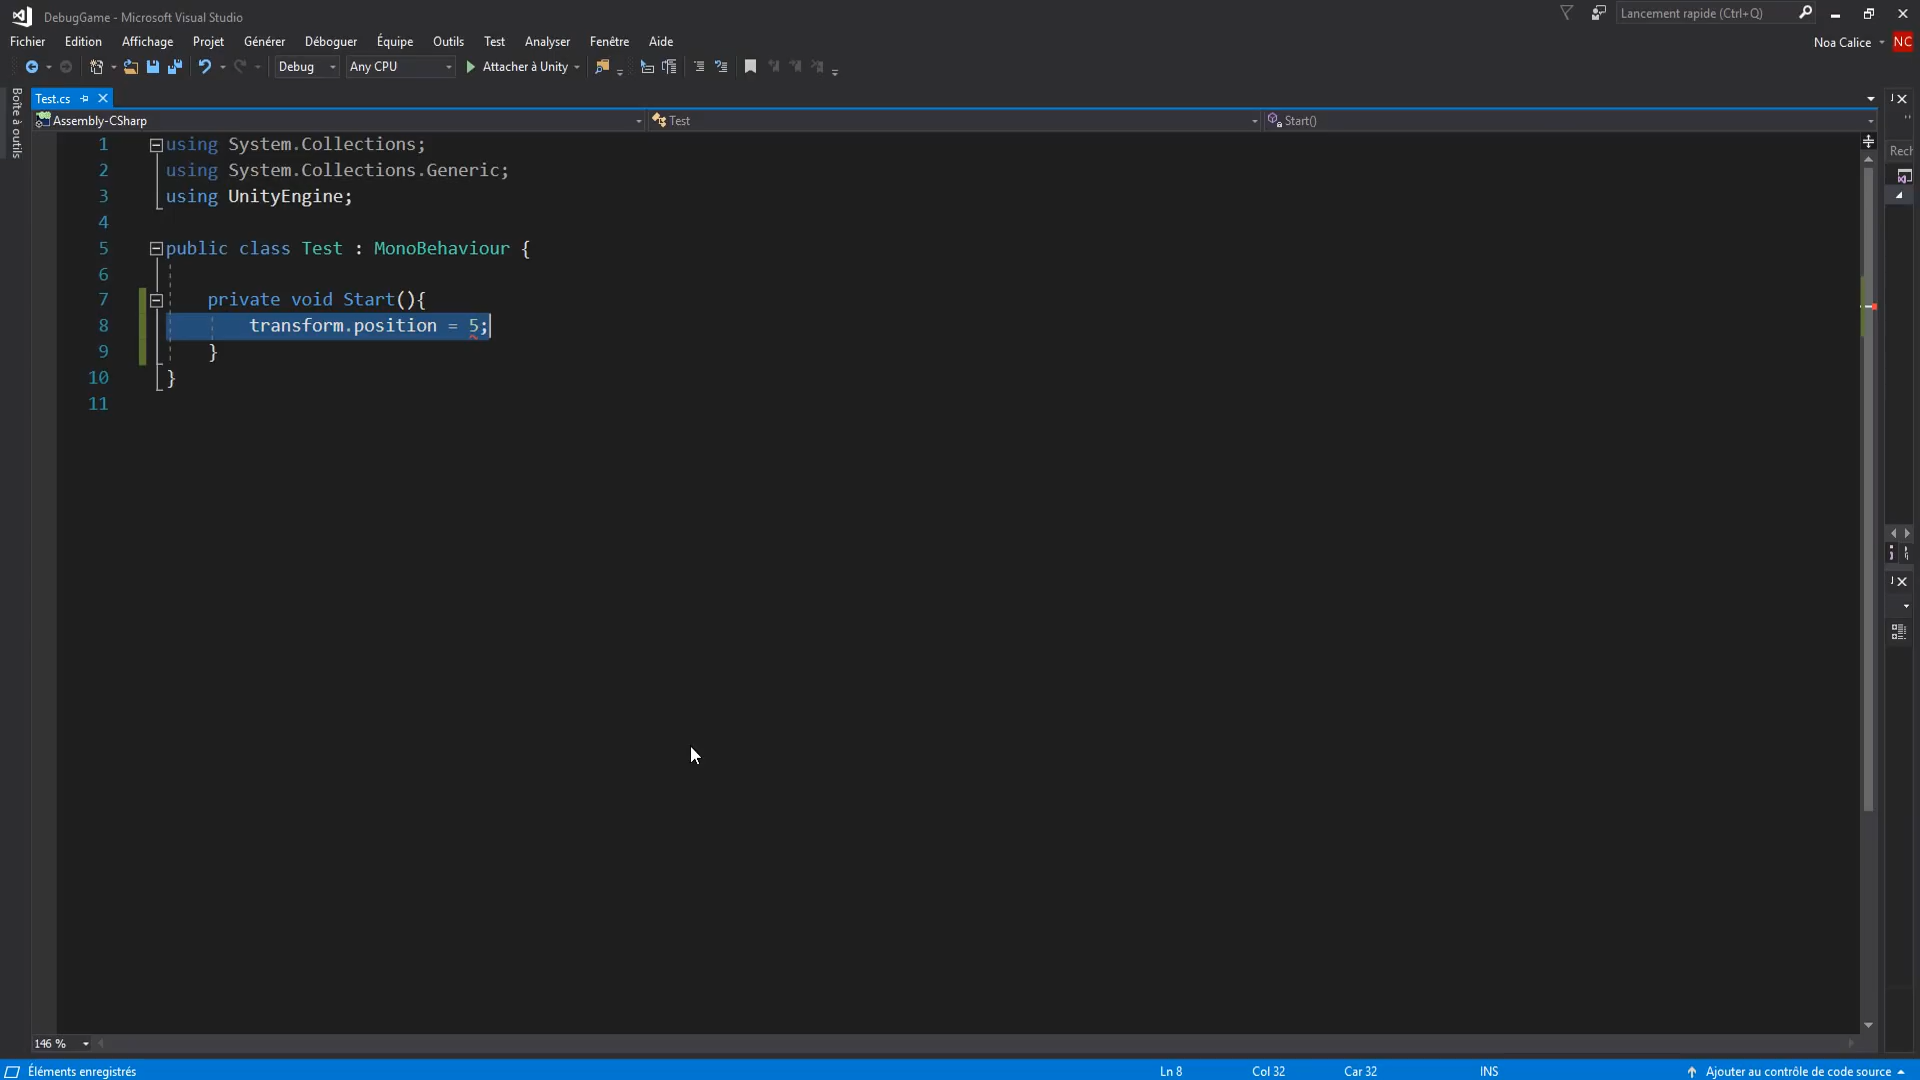 DebugGame - Microsoft Visual Studio
Lancement rapide (Ctrl+Q)
Fichier Edition Affichage Projet Générer Déboguer Équipe Outils Test Analyser Fenêtre Aide
Noa Calice NC
Debug Any CPU Attacher à Unity
Boîte à outils
Test.cs
Assembly-CSharp Test Start()
Rech
1 using System.Collections;
2 using System.Collections.Generic;
3 using UnityEngine;
4
5 public class Test : MonoBehaviour {
6
7 private void Start(){
8 transform.position = 5;
9 }
10 }
11
146 %
Éléments enregistrés Ln 8 Col 32 Car 32 INS Ajouter au contrôle de code source